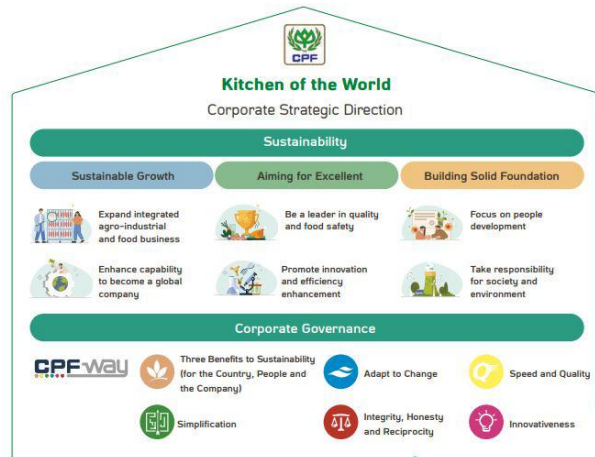 CPF
Kitchen of the World
Corporate Strategic Direction
Sustainability
Sustainable Growth
Aiming for Excellent
Building Solid Foundation
Expand integrated
agro-industrial
and food business
Be a leader in quality
and food safety
Focus on people
development
Enhance capability
to become a global
company
Promote innovation
and efficiency
enhancement
Take responsibility
for society and
environment
Corporate Governance
CPF-way
Three Benefits to Sustainability
(for the Country, People and
the Company)
Adapt to Change
Speed and Quality
Simplification
Integrity, Honesty
and Reciprocity
Innovativeness